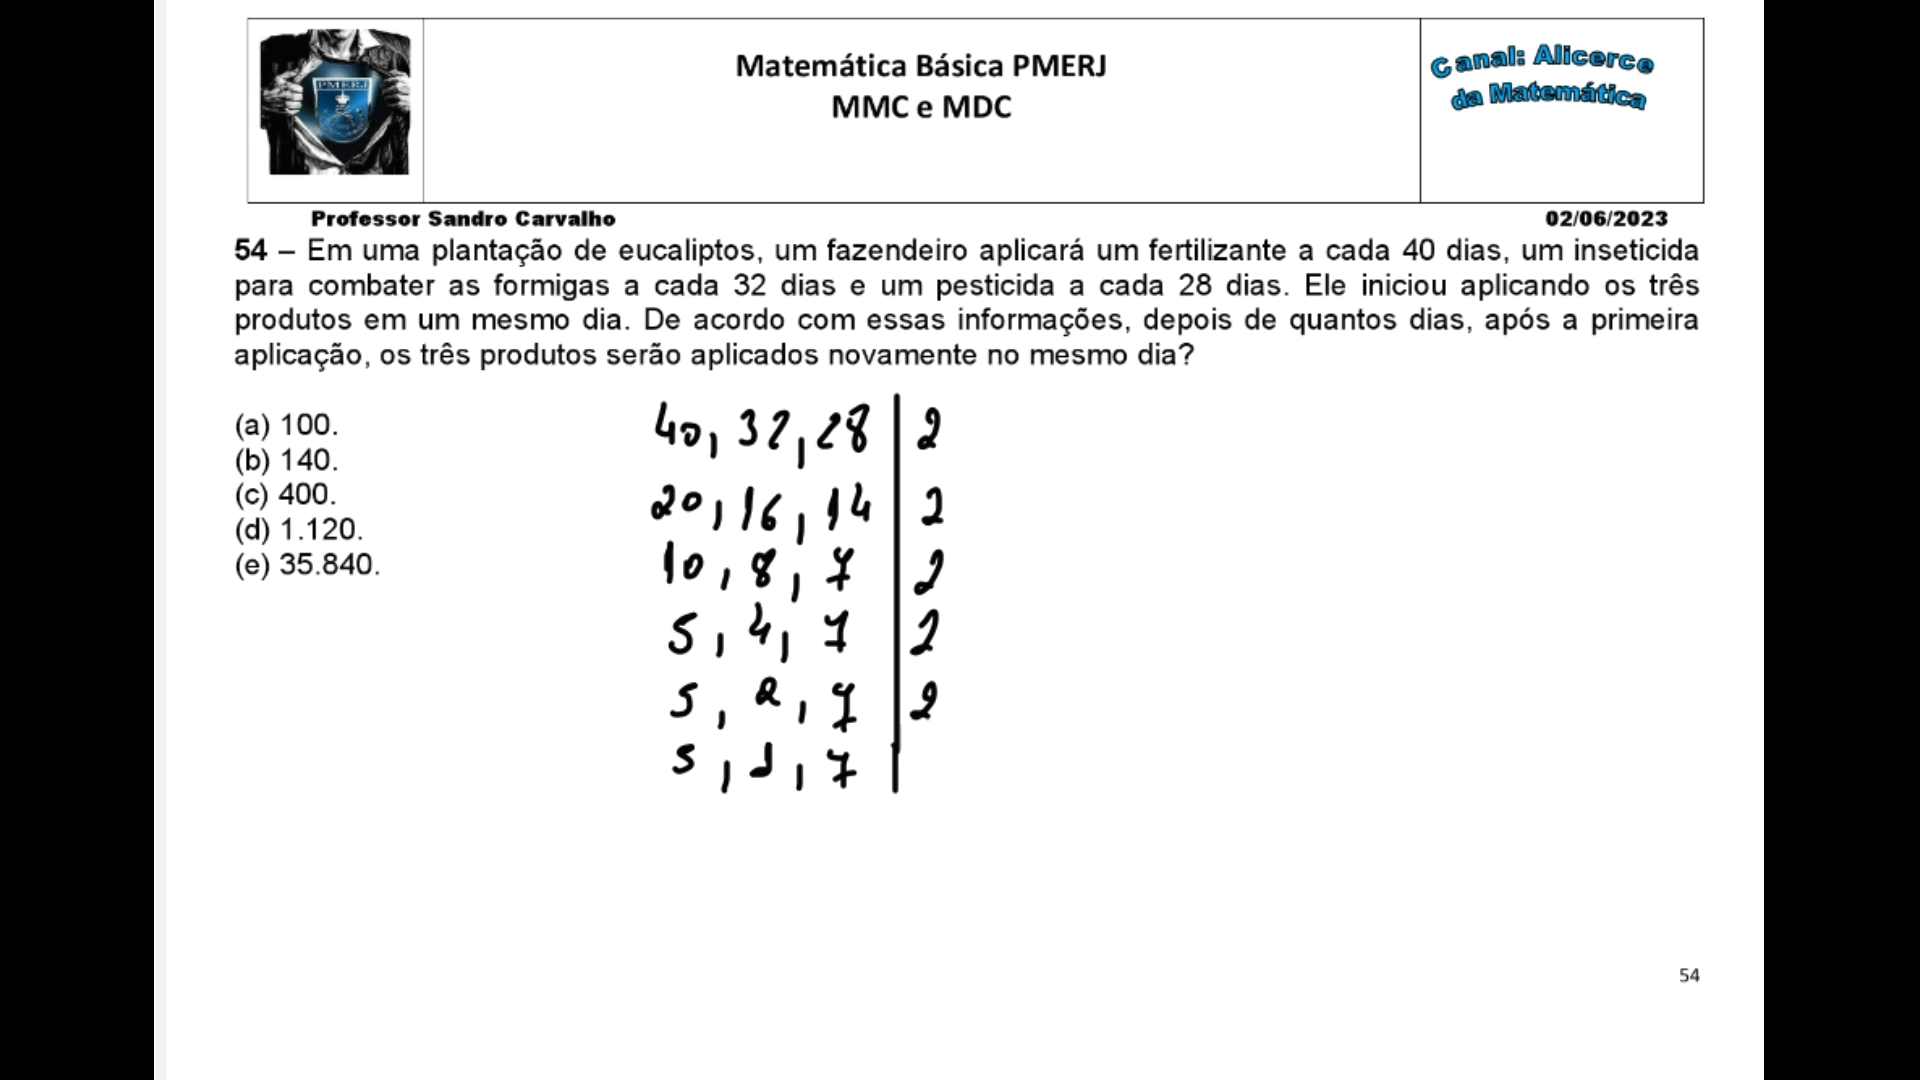 PMERJ
Matemática Básica PMERJ
MMC e MDC
Canal: Alicerce
da Matemática
Professor Sandro Carvalho
02/06/2023
54 – Em uma plantação de eucaliptos, um fazendeiro aplicará um fertilizante a cada 40 dias, um inseticida
para combater as formigas a cada 32 dias e um pesticida a cada 28 dias. Ele iniciou aplicando os três
produtos em um mesmo dia. De acordo com essas informações, depois de quantos dias, após a primeira
aplicação, os três produtos serão aplicados novamente no mesmo dia?
(a) 100.
(b) 140.
(c) 400.
(d) 1.120.
(e) 35.840.
40, 32, 28 | 2
20, 16, 14 | 2
10, 8, 7 | 2
5, 4, 7 | 2
5, 2, 7 | 2
5, 1, 7 |
54